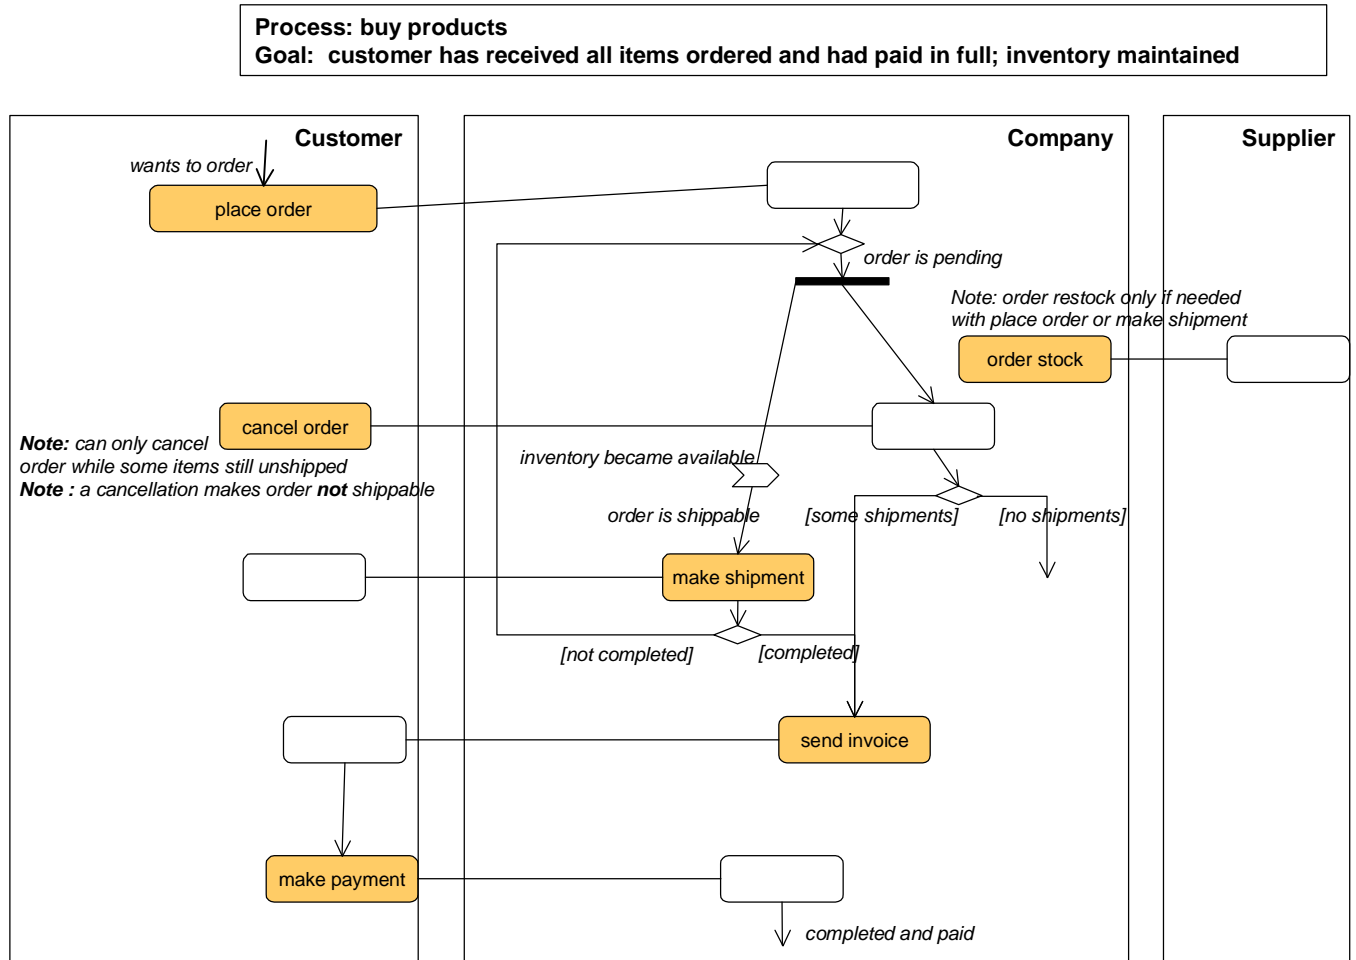 Process: buy products
Goal:  customer has received all items ordered and had paid in full; inventory maintained
Customer
Company
Supplier
wants to order
place order
order is pending
Note: order restock only if needed
with place order or make shipment
order stock
cancel order
Note: can only cancel
order while some items still unshipped
Note : a cancellation makes order not shippable
inventory became available
order is shippable
[some shipments]
[no shipments]
make shipment
[not completed]
[completed]
send invoice
make payment
completed and paid